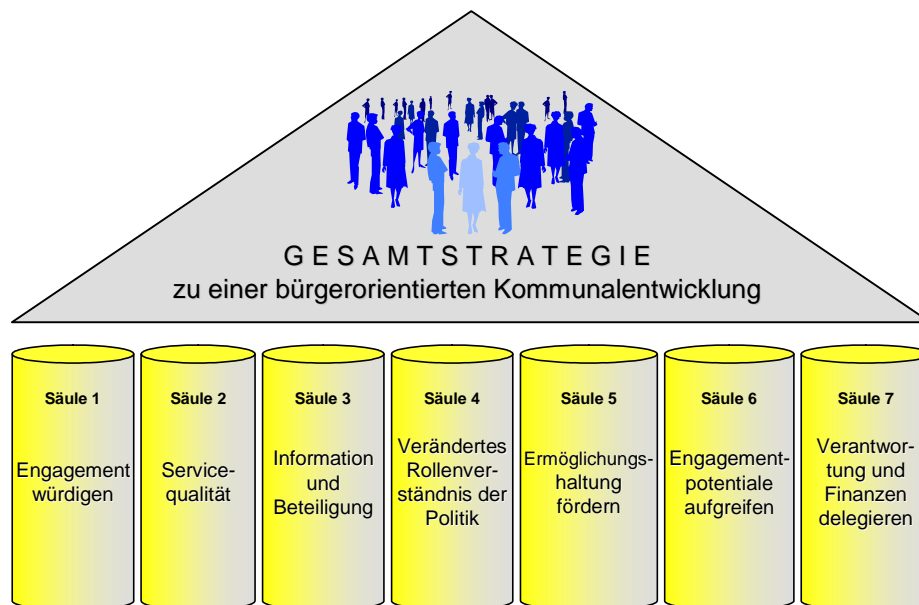 GESAMTSTRATEGIE
zu einer bürgerorientierten Kommunalentwicklung
Säule 1
Engagement
würdigen
Säule 2
Service-
qualität
Säule 3
Information
und
Beteiligung
Säule 4
Verändertes
Rollenver-
ständnis der
Politik
Säule 5
Ermöglichungs-
haltung
fördern
Säule 6
Engagement-
potentiale
aufgreifen
Säule 7
Verantwor-
tung und
Finanzen
delegieren